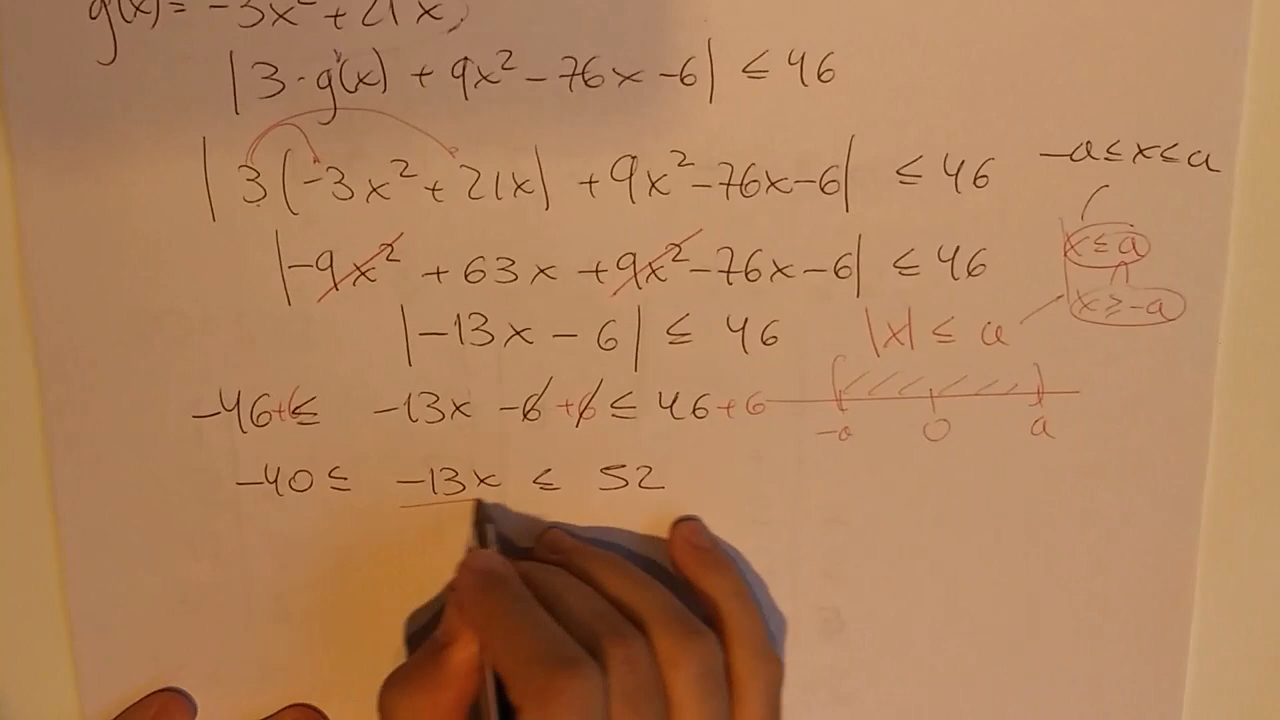 g(x) = -3x² + 21x,
|3·g(x) + 9x² - 76x - 6| ≤ 46
|3(-3x² + 21x) + 9x² - 76x - 6| ≤ 46
-a ≤ x ≤ a
|-9x² + 63x + 9x² - 76x - 6| ≤ 46
x ≤ a
∧
x ≥ -a
|-13x - 6| ≤ 46
|x| ≤ a
-46+6 ≤ -13x - 6 + 6 ≤ 46 + 6
-a 0 a
-40 ≤ -13x ≤ 52